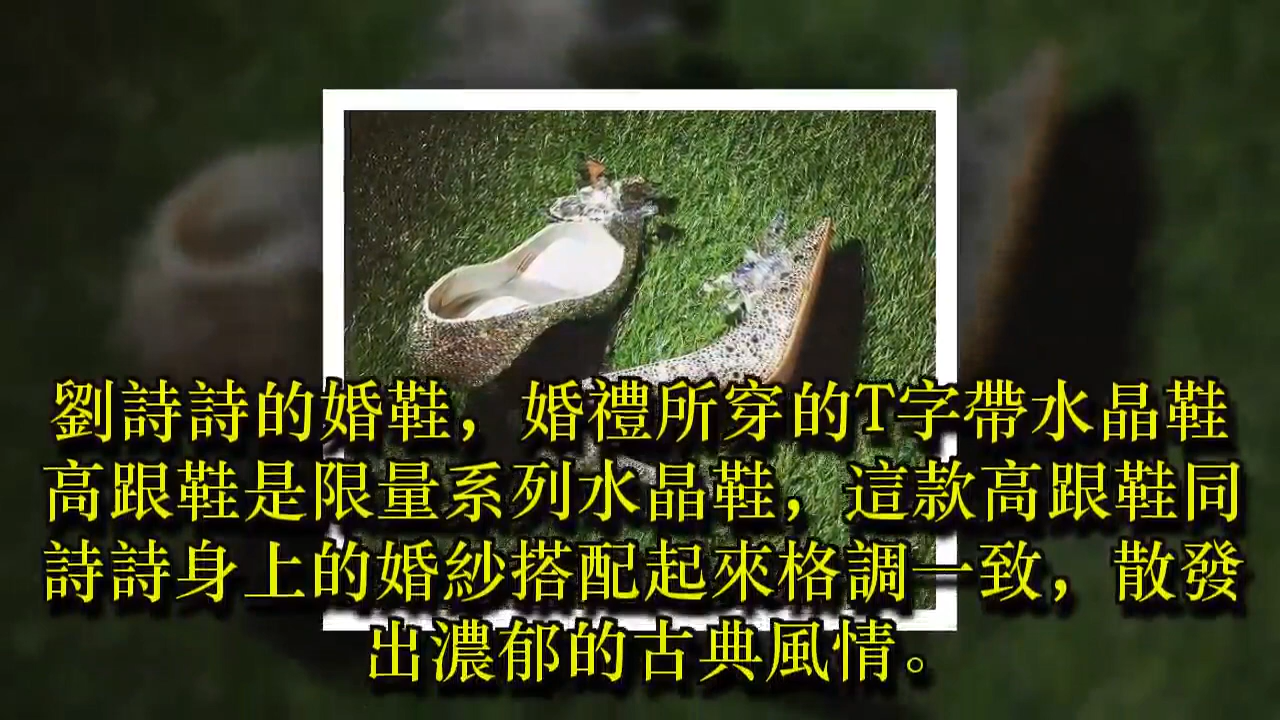 劉詩詩的婚鞋，婚禮所穿的T字帶水晶鞋
高跟鞋是限量系列水晶鞋，這款高跟鞋同
詩詩身上的婚紗搭配起來格調一致，散發
出濃郁的古典風情。